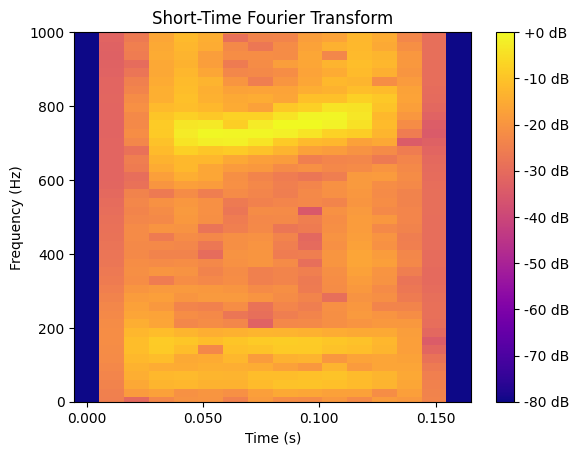 Short-Time Fourier Transform
1000
800
600
400
200
0
Frequency (Hz)
0.000
0.050
0.100
0.150
Time (s)
+0 dB
-10 dB
-20 dB
-30 dB
-40 dB
-50 dB
-60 dB
-70 dB
-80 dB